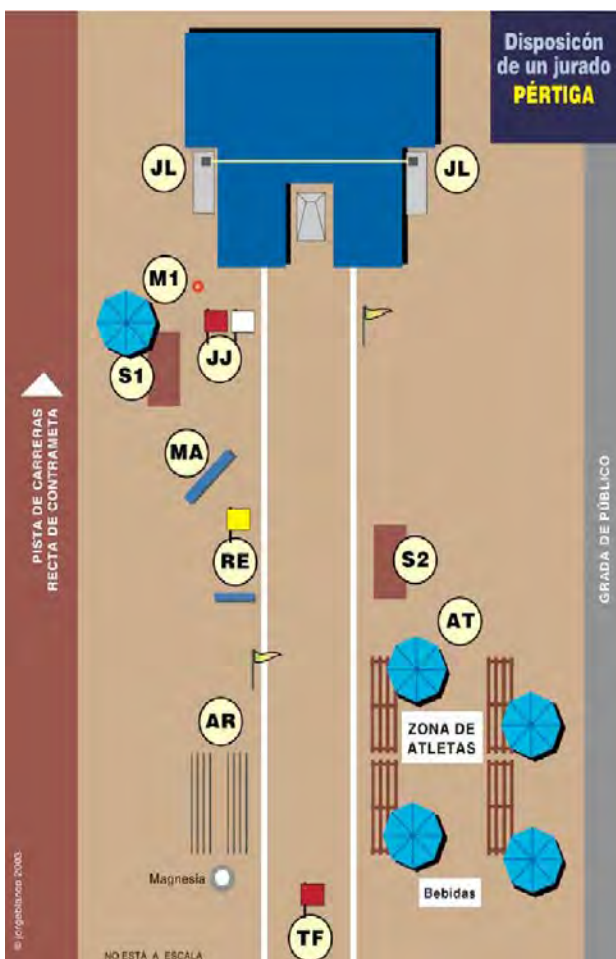 Disposicón
de un jurado
PÉRTIGA
JL
JL
M1
S1
JJ
MA
RE
S2
AT
AR
ZONA DE
ATLETAS
Magnesia
Bebidas
TF
NO ESTÁ A ESCALA
PISTA DE CARRERAS
RECTA DE CONTRAMETA
GRADA DE PÚBLICO
© jorgeblanco 2003